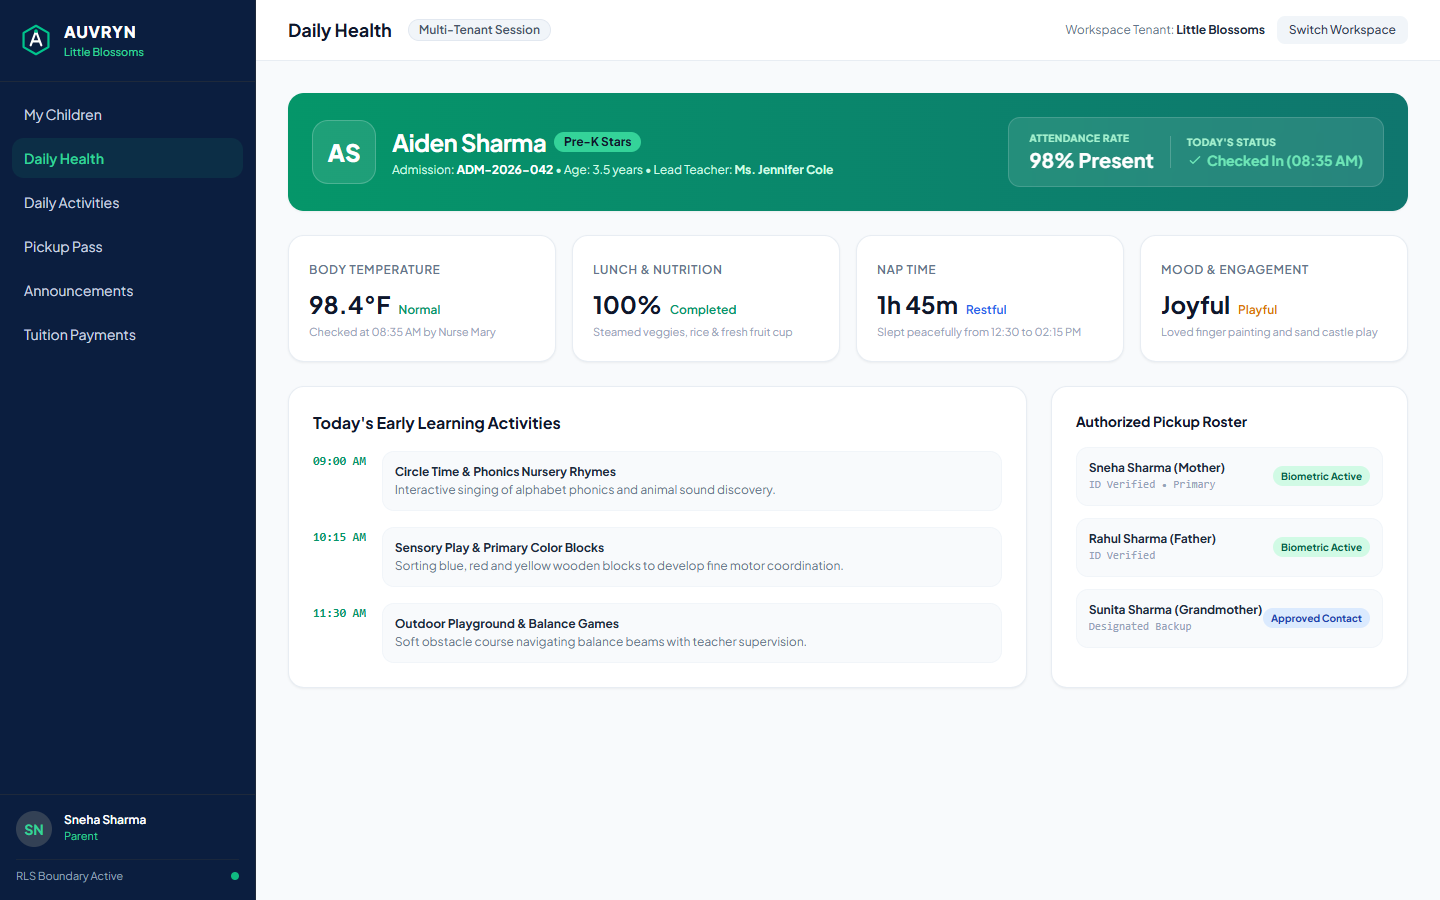 AUVRYN
Little Blossoms
My Children
Daily Health
Daily Activities
Pickup Pass
Announcements
Tuition Payments
SN
Sneha Sharma
Parent
RLS Boundary Active
Daily Health
Multi-Tenant Session
Workspace Tenant: Little Blossoms
Switch Workspace
AS
Aiden Sharma
Pre-K Stars
Admission: ADM-2026-042 • Age: 3.5 years • Lead Teacher: Ms. Jennifer Cole
ATTENDANCE RATE
98% Present
TODAY'S STATUS
✓ Checked In (08:35 AM)
BODY TEMPERATURE
98.4°F Normal
Checked at 08:35 AM by Nurse Mary
LUNCH & NUTRITION
100% Completed
Steamed veggies, rice & fresh fruit cup
NAP TIME
1h 45m Restful
Slept peacefully from 12:30 to 02:15 PM
MOOD & ENGAGEMENT
Joyful Playful
Loved finger painting and sand castle play
Today's Early Learning Activities
09:00 AM
Circle Time & Phonics Nursery Rhymes
Interactive singing of alphabet phonics and animal sound discovery.
10:15 AM
Sensory Play & Primary Color Blocks
Sorting blue, red and yellow wooden blocks to develop fine motor coordination.
11:30 AM
Outdoor Playground & Balance Games
Soft obstacle course navigating balance beams with teacher supervision.
Authorized Pickup Roster
Sneha Sharma (Mother)
ID Verified • Primary
Biometric Active
Rahul Sharma (Father)
ID Verified
Biometric Active
Sunita Sharma (Grandmother)
Designated Backup
Approved Contact